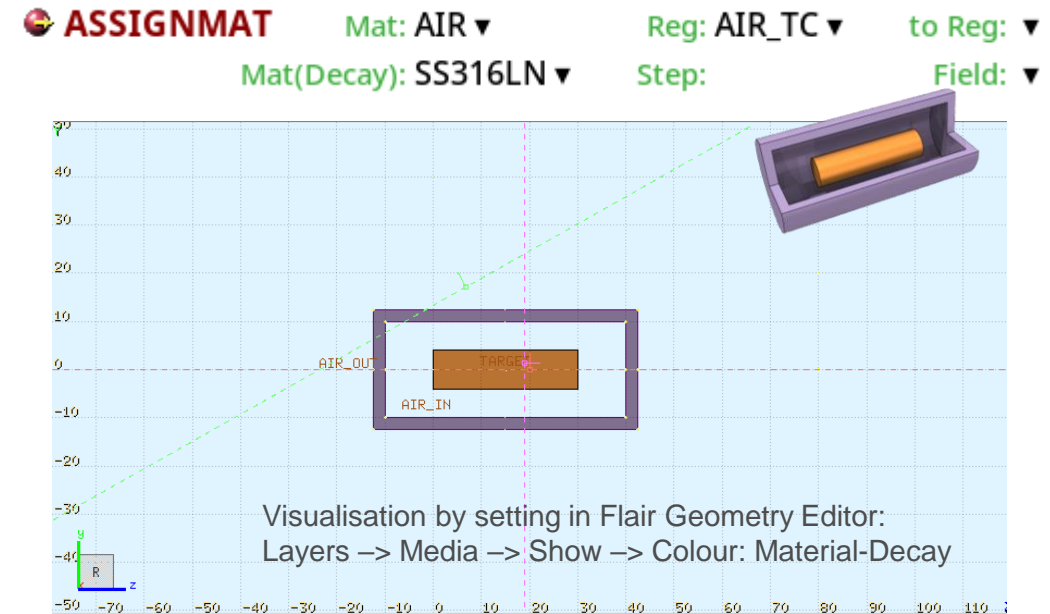 ASSIGNMAT Mat: AIR ▼ Reg: AIR_TC ▼ to Reg: ▼
Mat(Decay): SS316LN ▼ Step: Field: ▼
40
30
20
10
0
-10
-20
-30
-50
AIR_OUT
AIR_IN
Visualisation by setting in Flair Geometry Editor:
Layers –> Media –> Show –> Colour: Material-Decay
y
R
z
-70 -60 -50 -40 -30 -20 -10 0 10 20 30 40 50 60 70 80 90 100 110